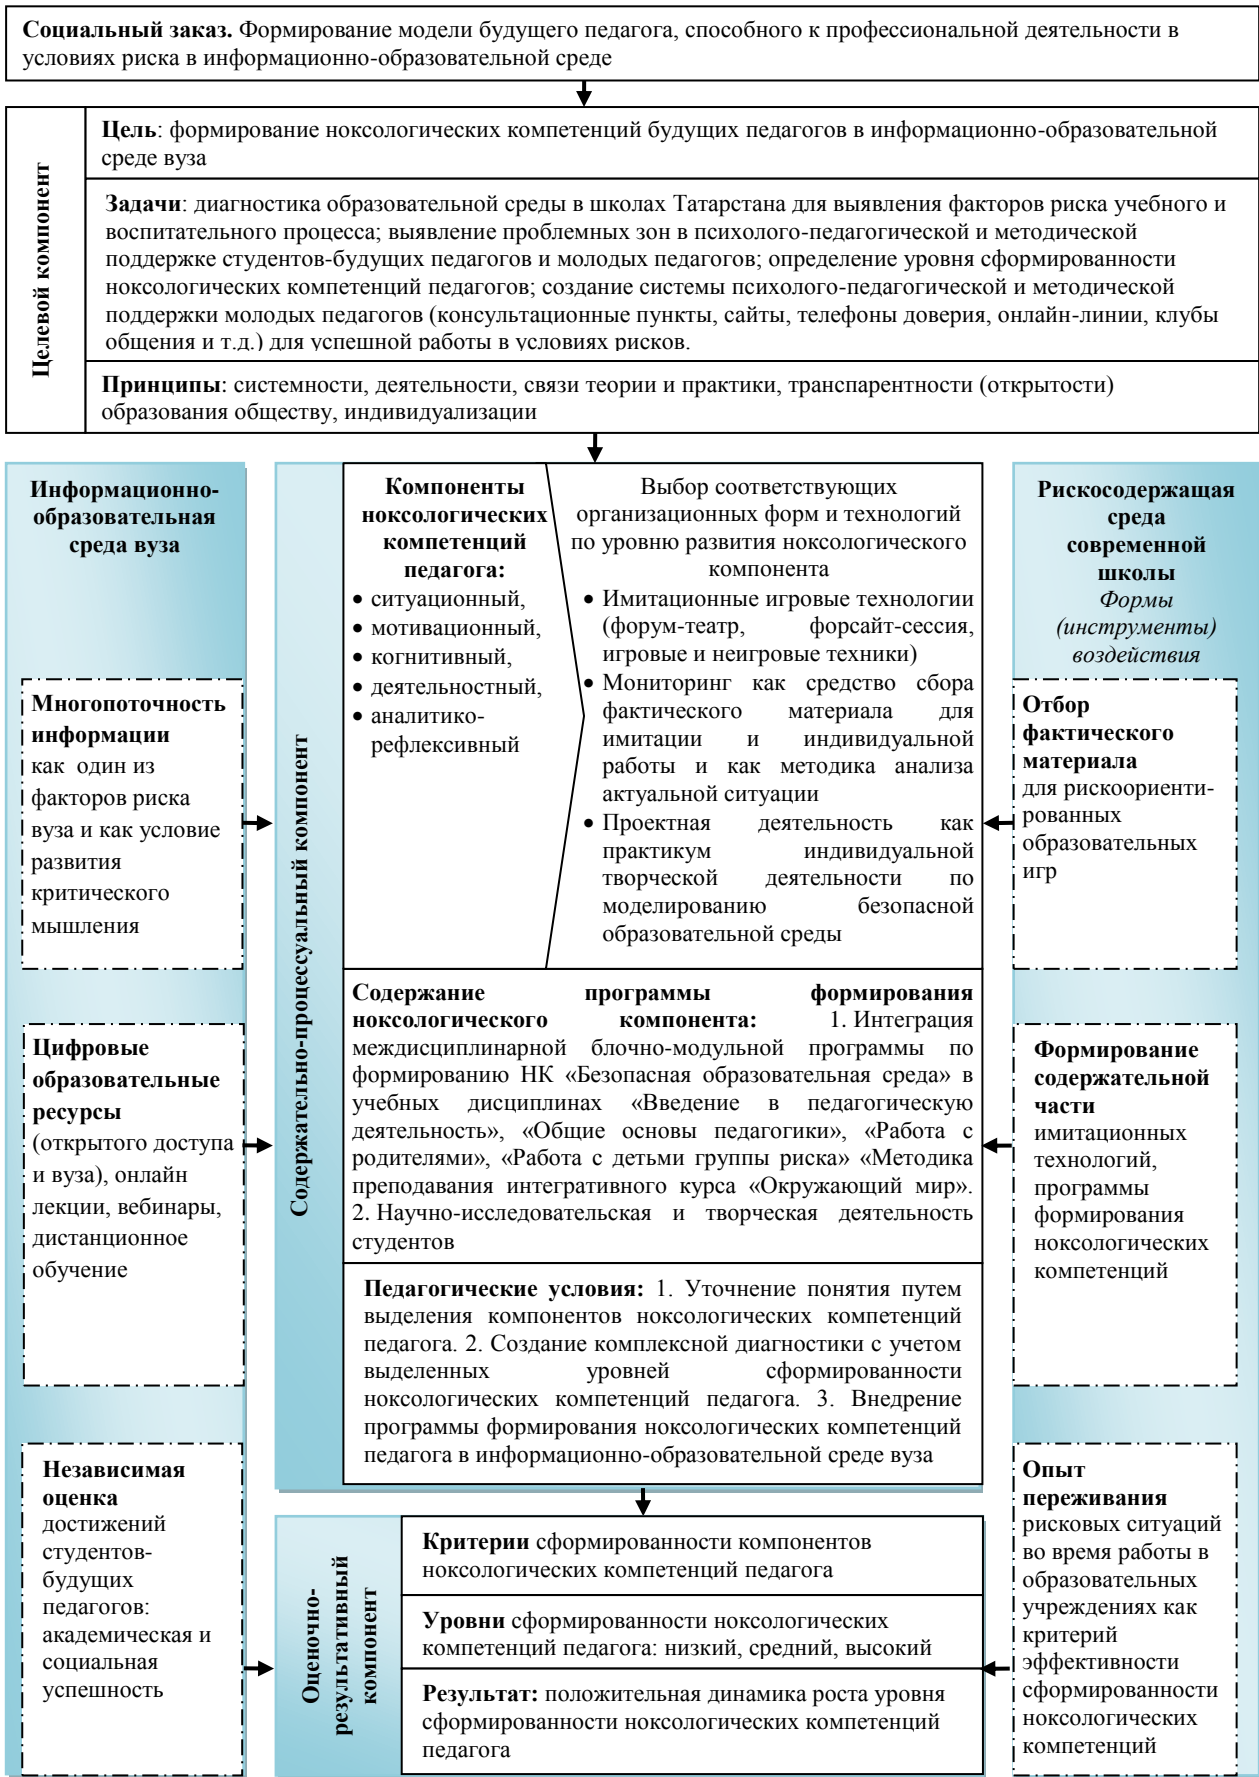 Социальный заказ. Формирование модели будущего педагога, способного к профессиональной деятельности в
условиях риска в информационно-образовательной среде
Целевой компонент
Цель: формирование ноксологических компетенций будущих педагогов в информационно-образовательной
среде вуза
Задачи: диагностика образовательной среды в школах Татарстана для выявления факторов риска учебного и
воспитательного процесса; выявление проблемных зон в психолого-педагогической и методической
поддержке студентов-будущих педагогов и молодых педагогов; определение уровня сформированности
ноксологических компетенций педагогов; создание системы психолого-педагогической и методической
поддержки молодых педагогов (консультационные пункты, сайты, телефоны доверия, онлайн-линии, клубы
общения и т.д.) для успешной работы в условиях рисков.
Принципы: системности, деятельности, связи теории и практики, транспарентности (открытости)
образования обществу, индивидуализации
Информационно-
образовательная
среда вуза
Многопоточность
информации
как один из
факторов риска
вуза и как условие
развития
критического
мышления
Цифровые
образовательные
ресурсы
(открытого доступа
и вуза), онлайн
лекции, вебинары,
дистанционное
обучение
Независимая
оценка
достижений
студентов-
будущих
педагогов:
академическая и
социальная
успешность
Содержательно-процессуальный компонент
Компоненты
ноксологических
компетенций
педагога:
• ситуационный,
• мотивационный,
• когнитивный,
• деятельностный,
• аналитико-
рефлексивный
Выбор соответствующих
организационных форм и технологий
по уровню развития ноксологического
компонента
• Имитационные игровые технологии
(форум-театр, форсайт-сессия,
игровые и неигровые техники)
• Мониторинг как средство сбора
фактического материала для
имитации и индивидуальной
работы и как методика анализа
актуальной ситуации
• Проектная деятельность как
практикум индивидуальной
творческой деятельности по
моделированию безопасной
образовательной среды
Содержание программы формирования
ноксологического компонента: 1. Интеграция
междисциплинарной блочно-модульной программы по
формированию НК «Безопасная образовательная среда» в
учебных дисциплинах «Введение в педагогическую
деятельность», «Общие основы педагогики», «Работа с
родителями», «Работа с детьми группы риска» «Методика
преподавания интегративного курса «Окружающий мир».
2. Научно-исследовательская и творческая деятельность
студентов
Педагогические условия: 1. Уточнение понятия путем
выделения компонентов ноксологических компетенций
педагога. 2. Создание комплексной диагностики с учетом
выделенных уровней сформированности
ноксологических компетенций педагога. 3. Внедрение
программы формирования ноксологических компетенций
педагога в информационно-образовательной среде вуза
Оценочно-
результативный
компонент
Критерии сформированности компонентов
ноксологических компетенций педагога
Уровни сформированности ноксологических
компетенций педагога: низкий, средний, высокий
Результат: положительная динамика роста уровня
сформированности ноксологических компетенций
педагога
Рискосодержащая
среда
современной
школы
Формы
(инструменты)
воздействия
Отбор
фактического
материала
для рискоориенти-
рованных
образовательных
игр
Формирование
содержательной
части
имитационных
технологий,
программы
формирования
ноксологических
компетенций
Опыт
переживания
рисковых ситуаций
во время работы в
образовательных
учреждениях как
критерий
эффективности
сформированности
ноксологических
компетенций